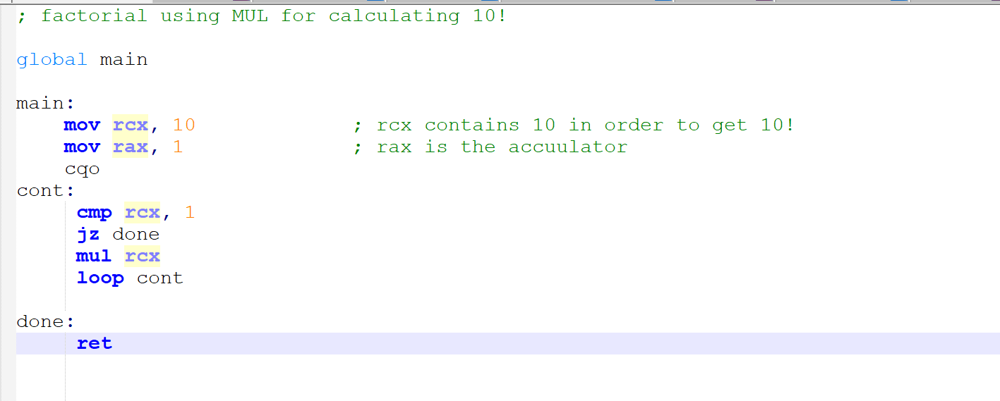 ; factorial using MUL for calculating 10!
global main
main:
mov rcx, 10 ; rcx contains 10 in order to get 10!
mov rax, 1 ; rax is the accuulator
cqo
cont:
cmp rcx, 1
jz done
mul rcx
loop cont
done:
ret